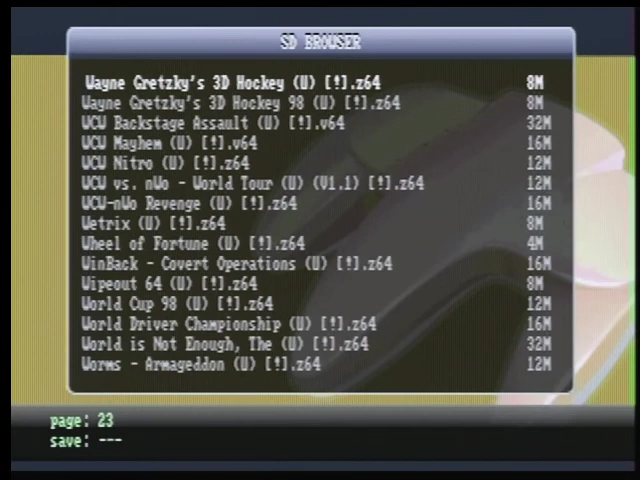 SD BROWSER
Wayne Gretzky's 3D Hockey (U) [!].z64 8M
Wayne Gretzky's 3D Hockey 98 (U) [!].z64 8M
WCW Backstage Assault (U) [!].v64 32M
WCW Mayhem (U) [!].v64 16M
WCW Nitro (U) [!].z64 12M
WCW vs. nWo - World Tour (U) (V1.1) [!].z64 12M
WCW-nWo Revenge (U) [!].z64 16M
Wetrix (U) [!].z64 8M
Wheel of Fortune (U) [!].z64 4M
WinBack - Covert Operations (U) [!].z64 16M
Wipeout 64 (U) [!].z64 8M
World Cup 98 (U) [!].z64 12M
World Driver Championship (U) [!].z64 16M
World is Not Enough, The (U) [!].z64 32M
Worms - Armageddon (U) [!].z64 12M
page: 23
save: ---